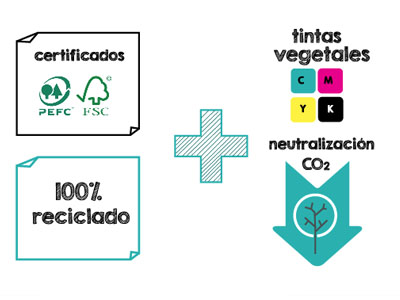 certificados
PEFC
FSC
100%
reciclado
tintas
vegetales
C M
Y K
neutralización
CO₂